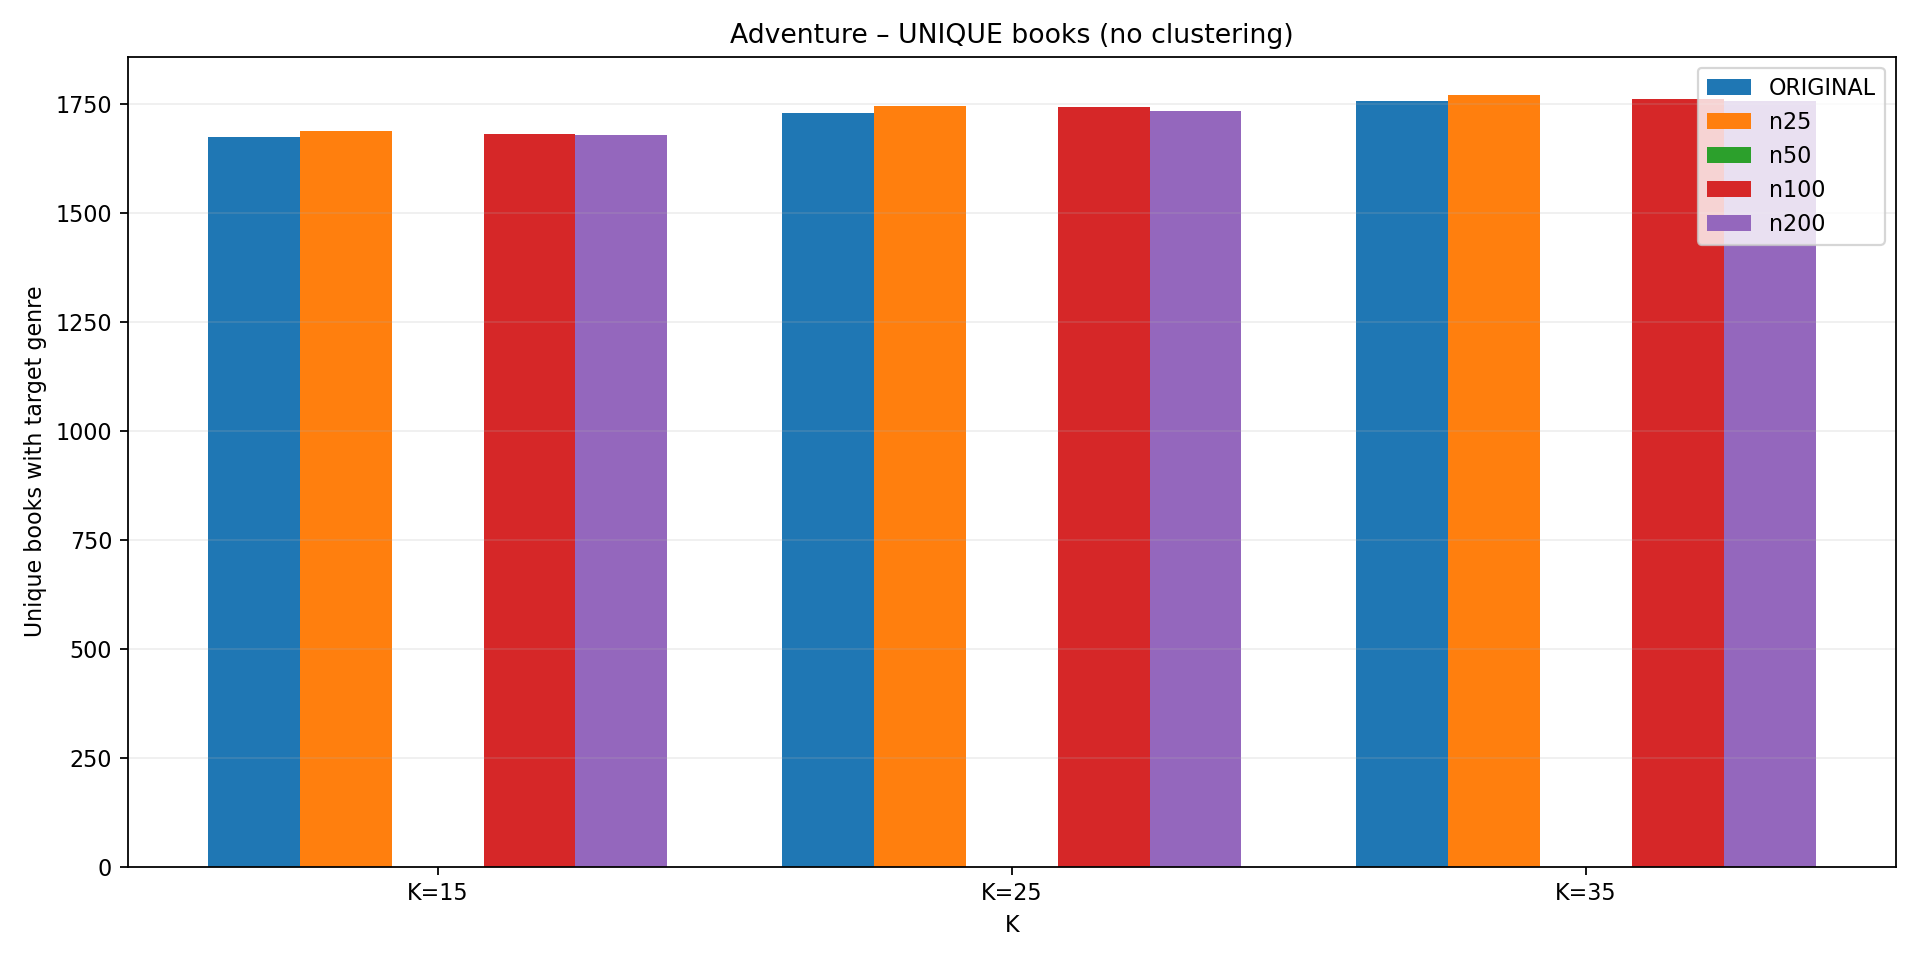 Adventure – UNIQUE books (no clustering)
ORIGINAL
n25
n50
n100
n200
Unique books with target genre
1750
1500
1250
1000
750
500
250
0
K=15
K=25
K=35
K